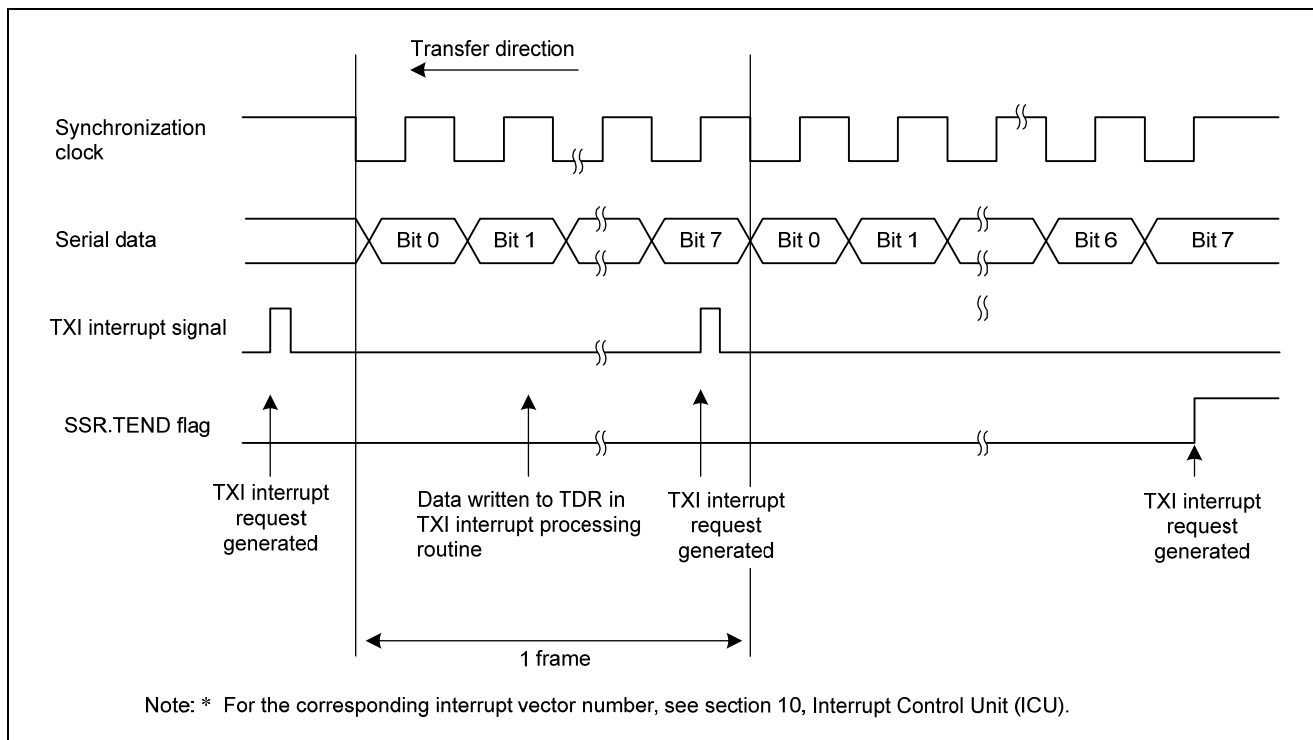 Transfer direction
Synchronization
clock
Serial data
Bit 0
Bit 1
Bit 7
Bit 0
Bit 1
Bit 6
Bit 7
TXI interrupt signal
SSR.TEND flag
TXI interrupt
request
generated
Data written to TDR in
TXI interrupt processing
routine
TXI interrupt
request
generated
TXI interrupt
request
generated
1 frame
Note: * For the corresponding interrupt vector number, see section 10, Interrupt Control Unit (ICU).